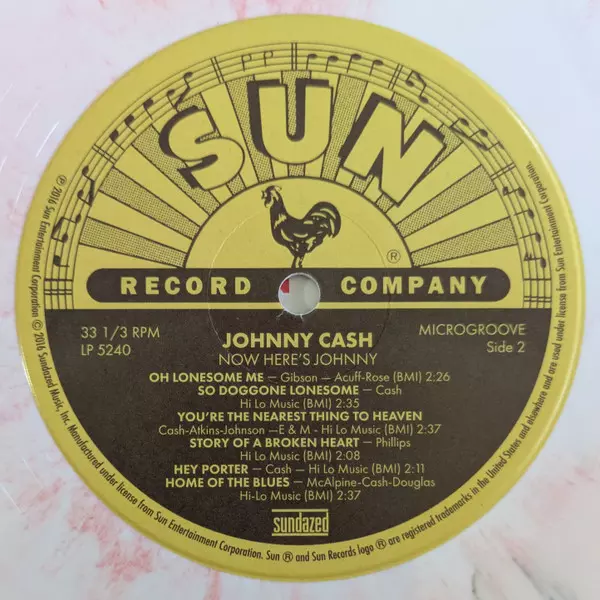 SUN
®
RECORD COMPANY
33 1/3 RPM
LP 5240
JOHNNY CASH
NOW HERE'S JOHNNY
MICROGROOVE
Side 2
OH LONESOME ME – Gibson – Acuff-Rose (BMI) 2:26
SO DOGGONE LONESOME – Cash
Hi Lo Music (BMI) 2:35
YOU'RE THE NEAREST THING TO HEAVEN
Cash-Atkins-Johnson –E & M - Hi Lo Music (BMI) 2:37
STORY OF A BROKEN HEART – Phillips
Hi Lo Music (BMI) 2:08
HEY PORTER – Cash – Hi Lo Music (BMI) 2:11
HOME OF THE BLUES – McAlpine-Cash-Douglas
Hi-Lo Music (BMI) 2:37
sundazed
℗ 2016 Sun Entertainment Corporation © 2016 Sundazed Music, Inc. Manufactured under license from Sun Entertainment Corporation. Sun ® and Sun Records logo ® are registered trademarks in the United States and elsewhere and are used under license from Sun Entertainment Corporation.